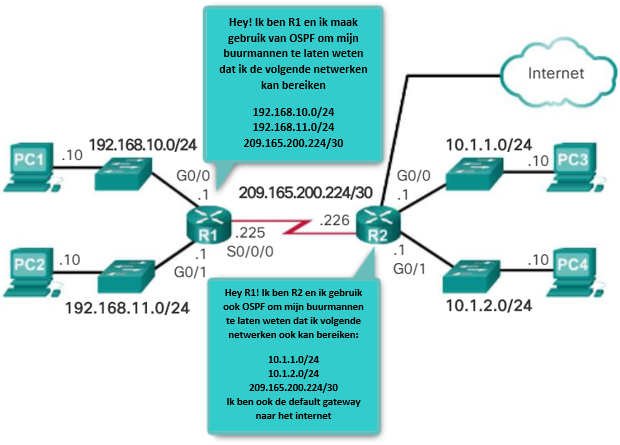 Hey! Ik ben R1 en ik maak
gebruik van OSPF om mijn
buurmannen te laten weten
dat ik de volgende netwerken
kan bereiken
192.168.10.0/24
192.168.11.0/24
209.165.200.224/30
Internet
PC1
.10
192.168.10.0/24
G0/0
.1
209.165.200.224/30
10.1.1.0/24
.10
PC3
G0/0
.1
R1
.225
S0/0/0
.226
R2
PC2
.10
.1
G0/1
192.168.11.0/24
.1
G0/1
.10
PC4
10.1.2.0/24
Hey R1! Ik ben R2 en ik gebruik
ook OSPF om mijn buurmannen
te laten weten dat ik volgende
netwerken ook kan bereiken:
10.1.1.0/24
10.1.2.0/24
209.165.200.224/30
Ik ben ook de default gateway
naar het internet